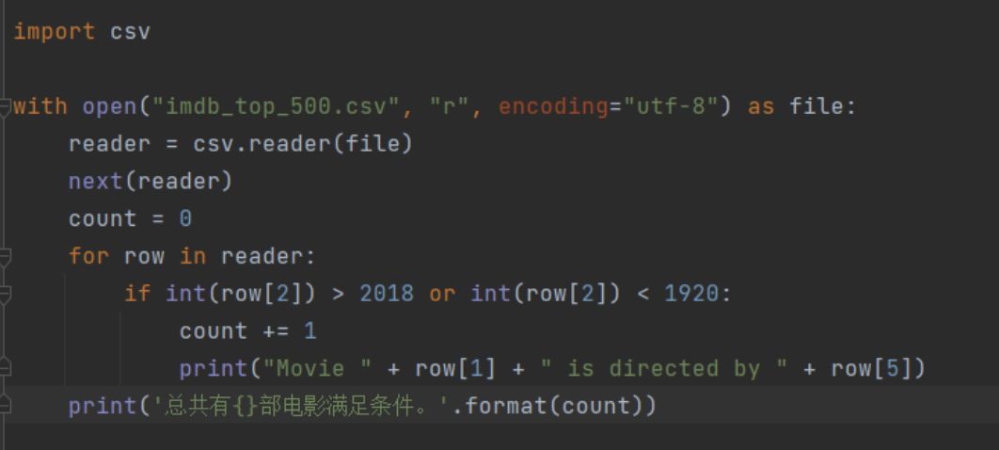 import csv
with open("imdb_top_500.csv", "r", encoding="utf-8") as file:
    reader = csv.reader(file)
    next(reader)
    count = 0
    for row in reader:
        if int(row[2]) > 2018 or int(row[2]) < 1920:
            count += 1
            print("Movie " + row[1] + " is directed by " + row[5])
    print('总共有{}部电影满足条件。'.format(count))